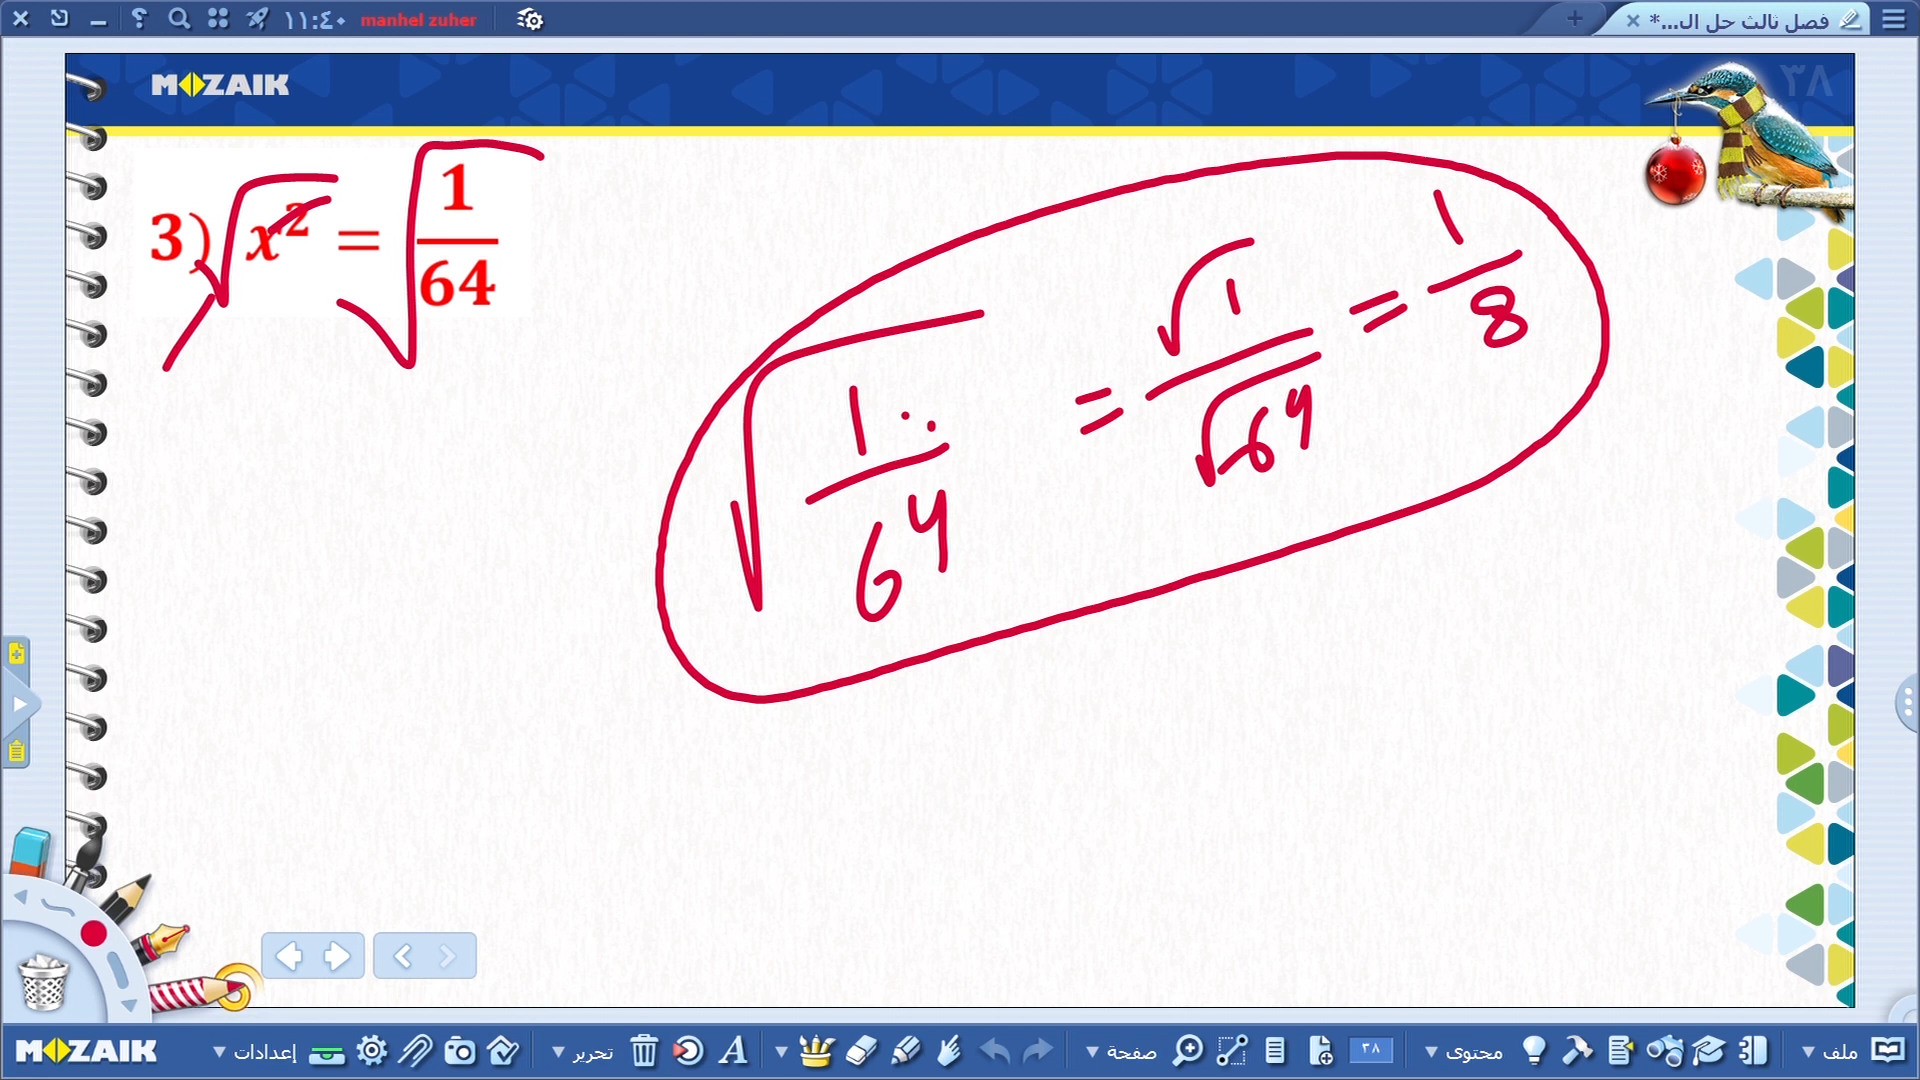 فصل ثالث حل ال...*
manhel zuher
١١:٤٠
MOZAIK
٣٨
3) √x² = √1/64
√1/64 = √1/√64 = 1/8
MOZAIK
إعدادات
تحرير
صفحة
٣٨
محتوى
ملف